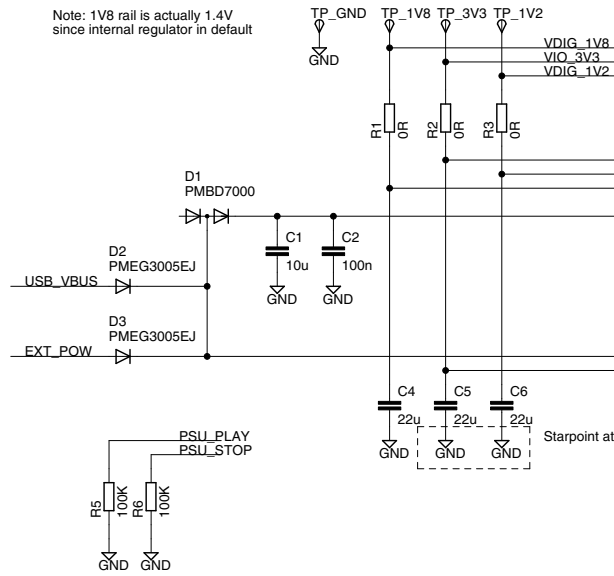 Note: 1V8 rail is actually 1.4V
since internal regulator in default
TP_GND
TP_1V8
TP_3V3
TP_1V2
GND
VDIG_1V8
VIO_3V3
VDIG_1V2
R1
0R
R2
0R
R3
0R
D1
PMBD7000
C1
10u
GND
C2
100n
GND
D2
PMEG3005EJ
USB_VBUS
D3
PMEG3005EJ
EXT_POW
C4
22u
GND
C5
22u
GND
C6
22u
GND
Starpoint at
PSU_PLAY
PSU_STOP
R5
100K
GND
R6
100K
GND